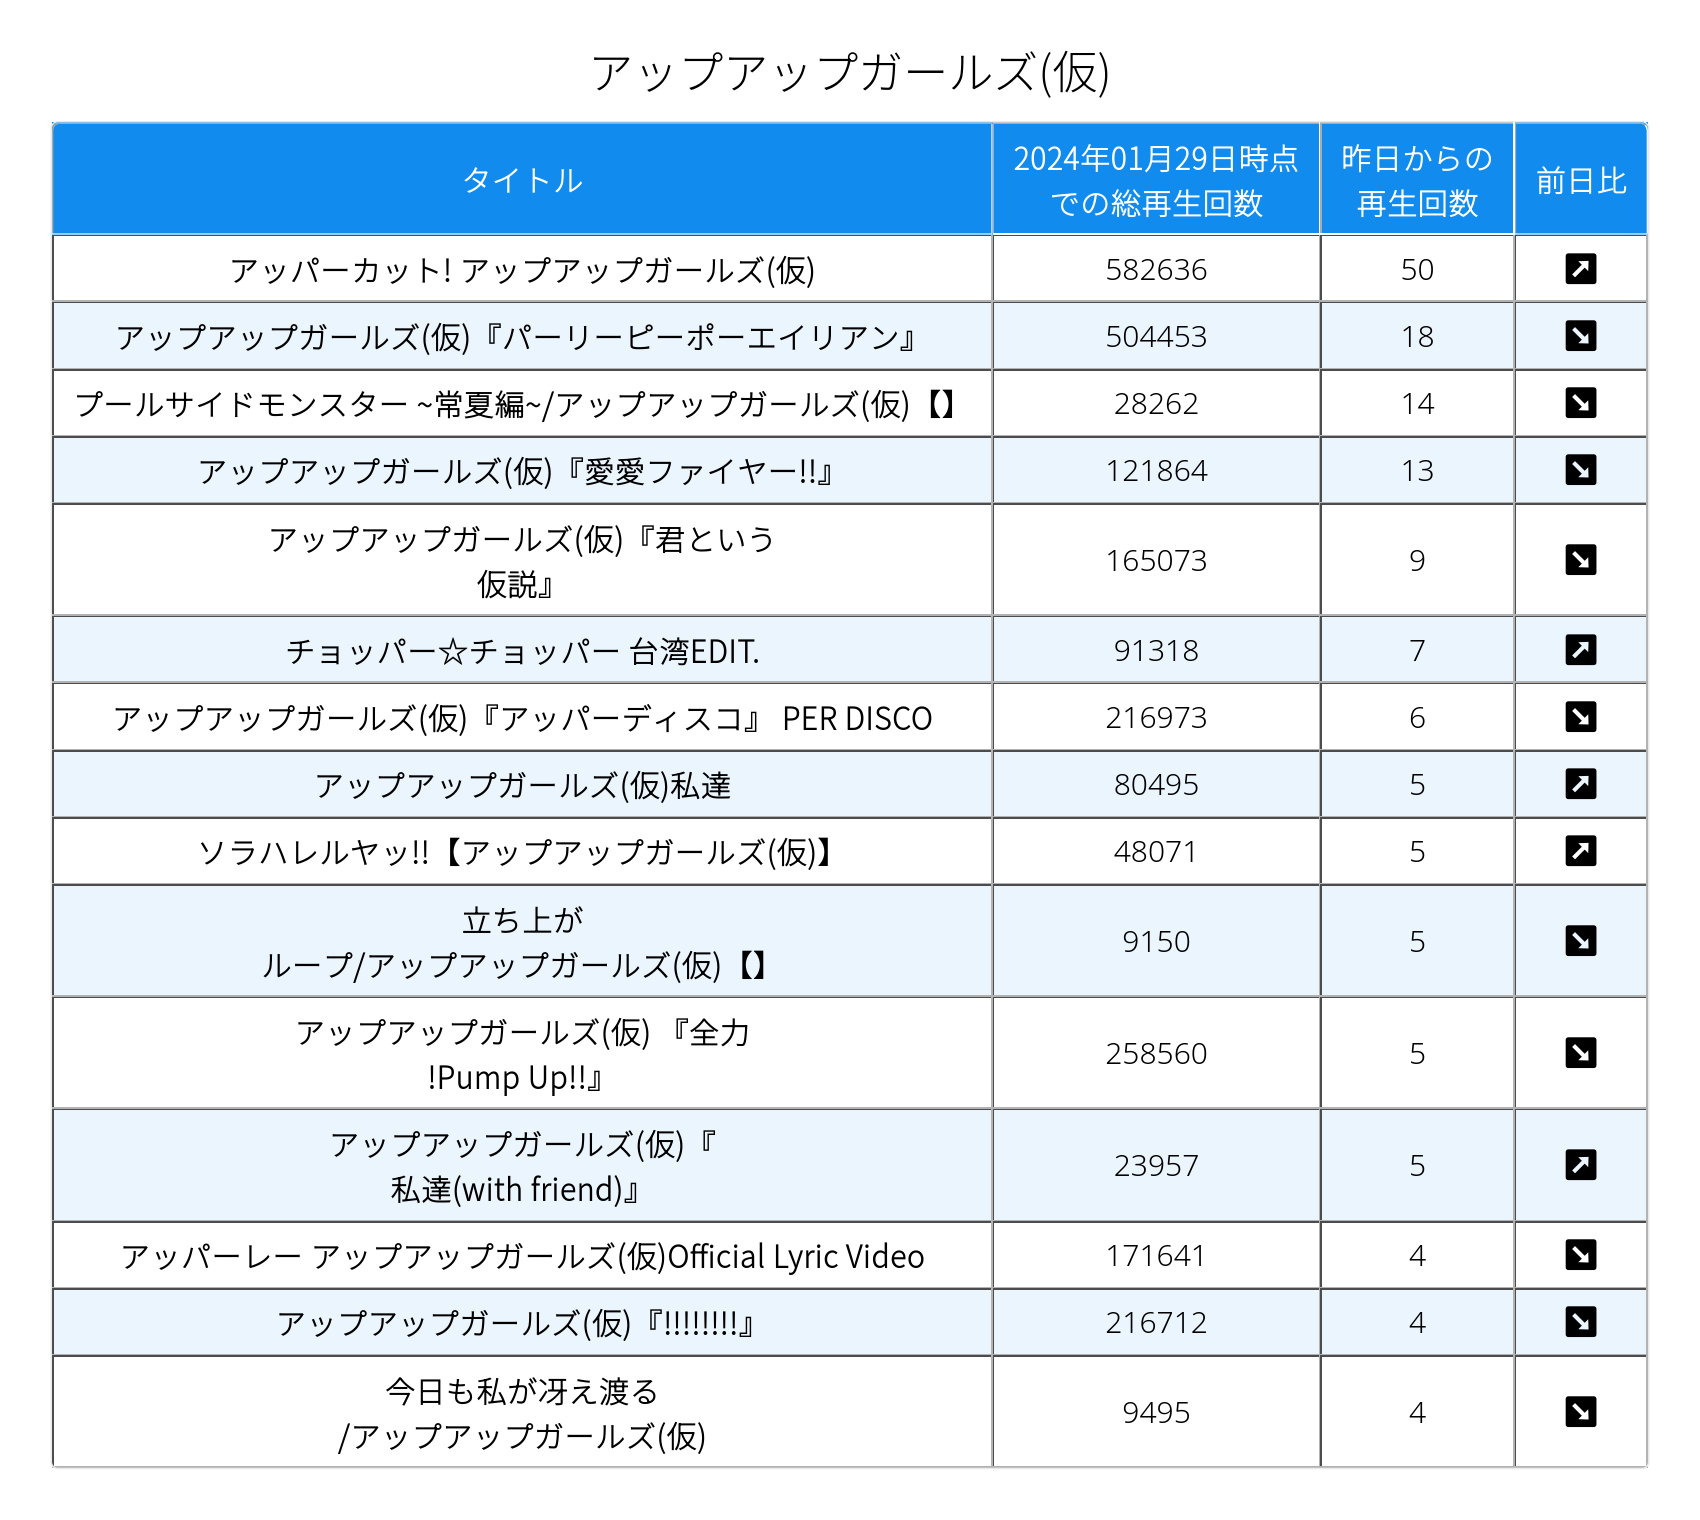 アップアップガールズ(仮)
タイトル
2024年01月29日時点
での総再生回数
昨日からの
再生回数
前日比
アッパーカット! アップアップガールズ(仮)
582636
50
アップアップガールズ(仮)『パーリーピーポーエイリアン』
504453
18
プールサイドモンスター ~常夏編~/アップアップガールズ(仮)【】
28262
14
アップアップガールズ(仮)『愛愛ファイヤー!!』
121864
13
アップアップガールズ(仮)『君という
仮説』
165073
9
チョッパー☆チョッパー 台湾EDIT.
91318
7
アップアップガールズ(仮)『アッパーディスコ』 PER DISCO
216973
6
アップアップガールズ(仮)私達
80495
5
ソラハレルヤッ!!【アップアップガールズ(仮)】
48071
5
立ち上が
ループ/アップアップガールズ(仮)【】
9150
5
アップアップガールズ(仮) 『全力
!Pump Up!!』
258560
5
アップアップガールズ(仮)『
私達(with friend)』
23957
5
アッパーレー アップアップガールズ(仮)Official Lyric Video
171641
4
アップアップガールズ(仮)『!!!!!!!!』
216712
4
今日も私が冴え渡る
/アップアップガールズ(仮)
9495
4